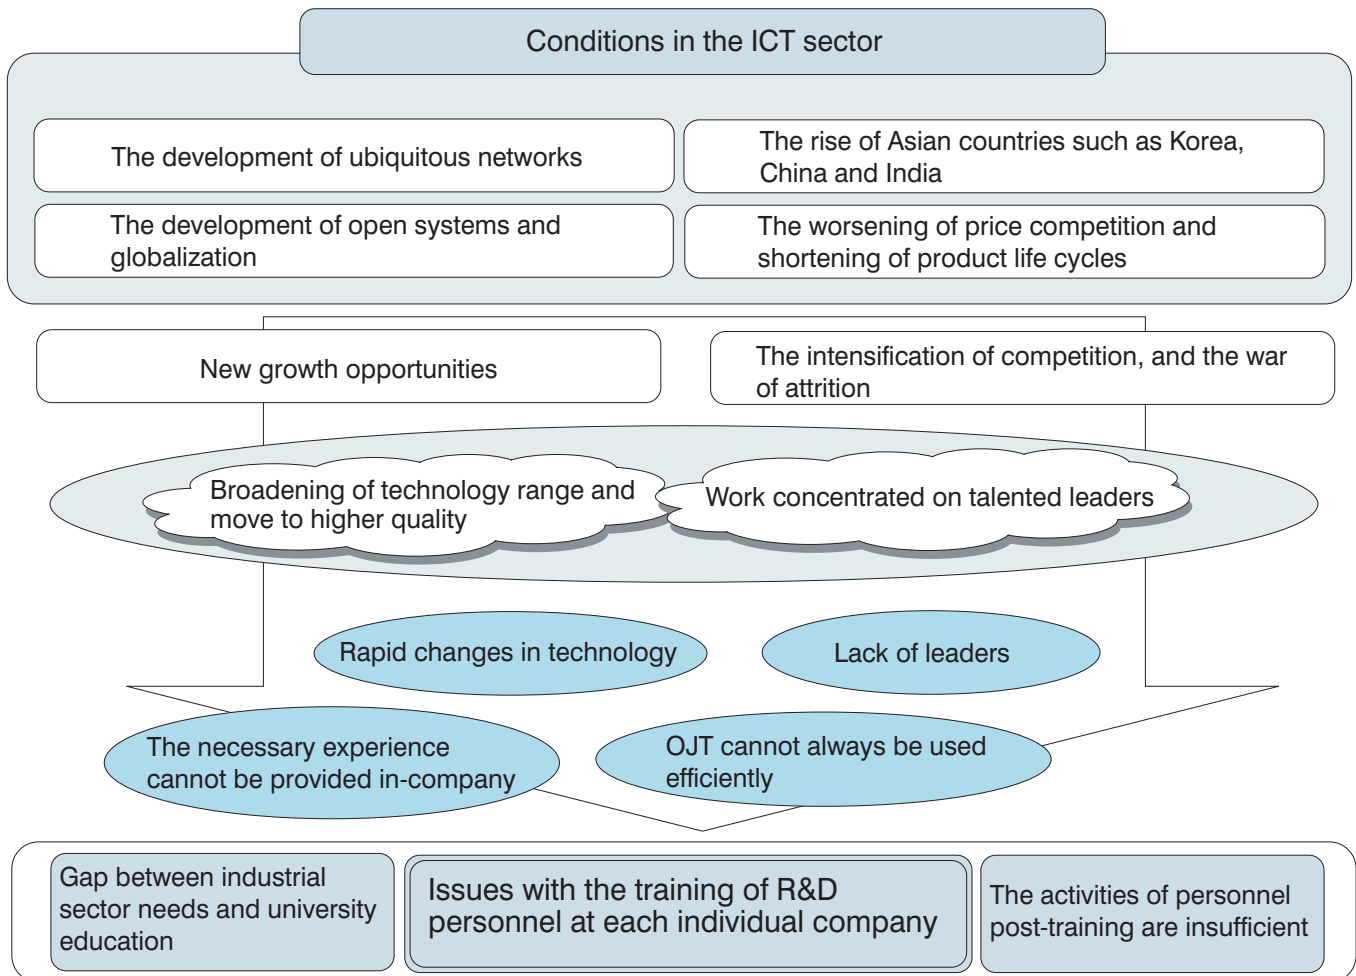 Conditions in the ICT sector
The development of ubiquitous networks
The rise of Asian countries such as Korea,
China and India
The development of open systems and
globalization
The worsening of price competition and
shortening of product life cycles
New growth opportunities
The intensification of competition, and the war
of attrition
Broadening of technology range and
move to higher quality
Work concentrated on talented leaders
Rapid changes in technology
Lack of leaders
The necessary experience
cannot be provided in-company
OJT cannot always be used
efficiently
Gap between industrial
sector needs and university
education
Issues with the training of R&D
personnel at each individual company
The activities of personnel
post-training are insufficient